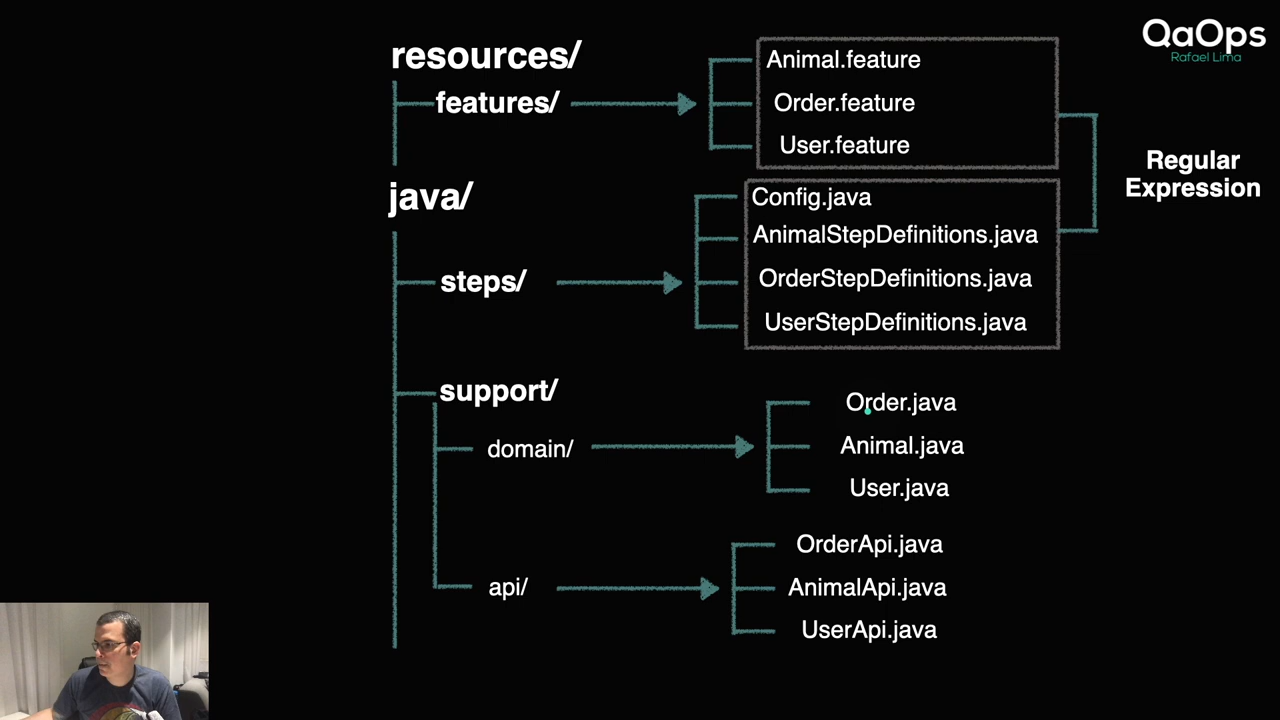 QaOps
Rafael Lima
resources/
features/
Animal.feature
Order.feature
User.feature
Regular
Expression
java/
steps/
Config.java
AnimalStepDefinitions.java
OrderStepDefinitions.java
UserStepDefinitions.java
support/
domain/
Order.java
Animal.java
User.java
api/
OrderApi.java
AnimalApi.java
UserApi.java